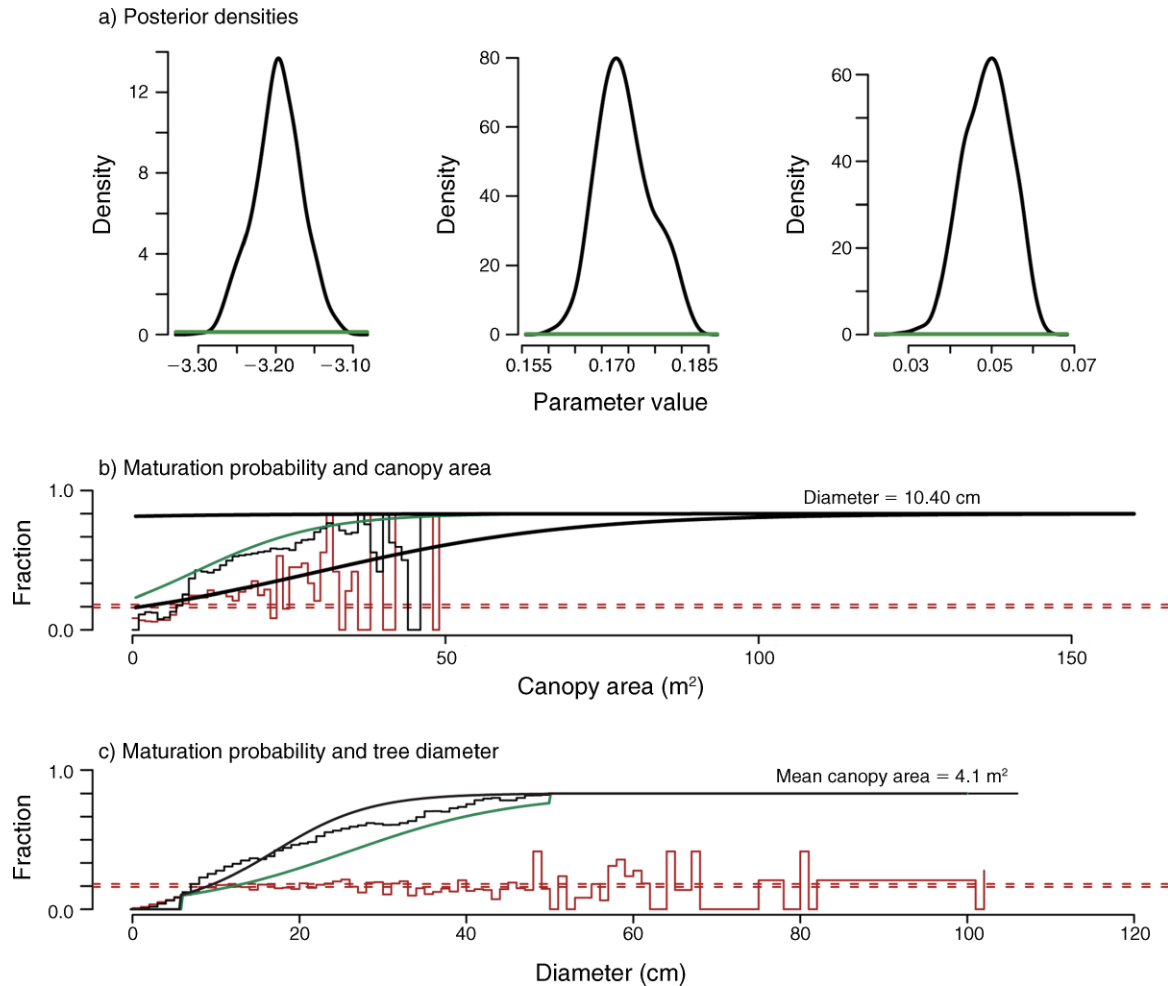 a) Posterior densities
Density
12
8
4
0
−3.30 −3.20 −3.10
Density
80
60
40
20
0
0.155 0.170 0.185
Density
60
40
20
0
0.03 0.05 0.07
Parameter value
b) Maturation probability and canopy area
Fraction
1.0
0.0
Diameter = 10.40 cm
0 50 100 150
Canopy area (m²)
c) Maturation probability and tree diameter
Fraction
1.0
0.0
Mean canopy area = 4.1 m²
0 20 40 60 80 100 120
Diameter (cm)